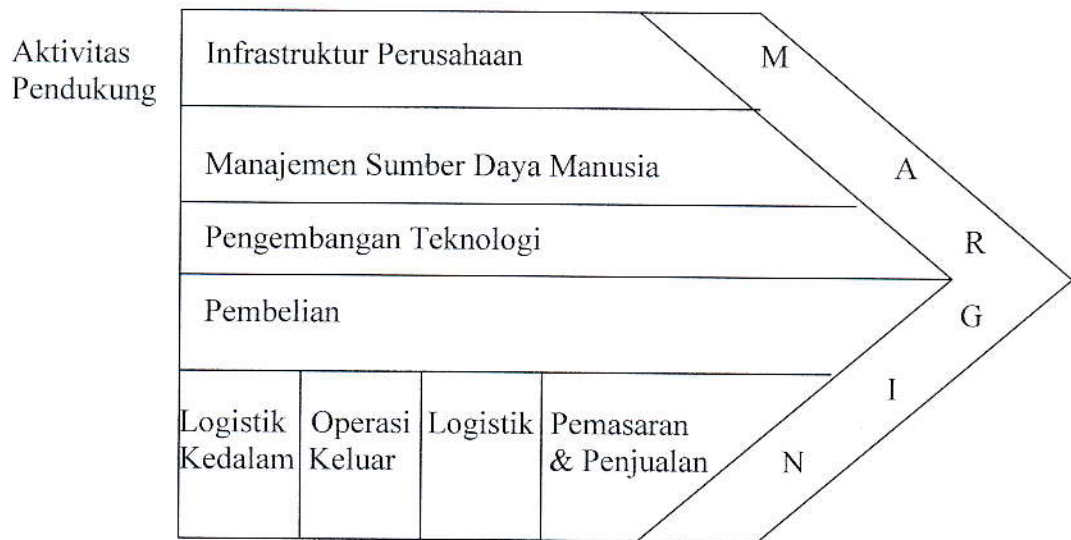 Aktivitas
Pendukung
Infrastruktur Perusahaan
Manajemen Sumber Daya Manusia
Pengembangan Teknologi
Pembelian
Logistik
Kedalam
Operasi
Keluar
Logistik
Pemasaran
& Penjualan
M
A
R
G
I
N